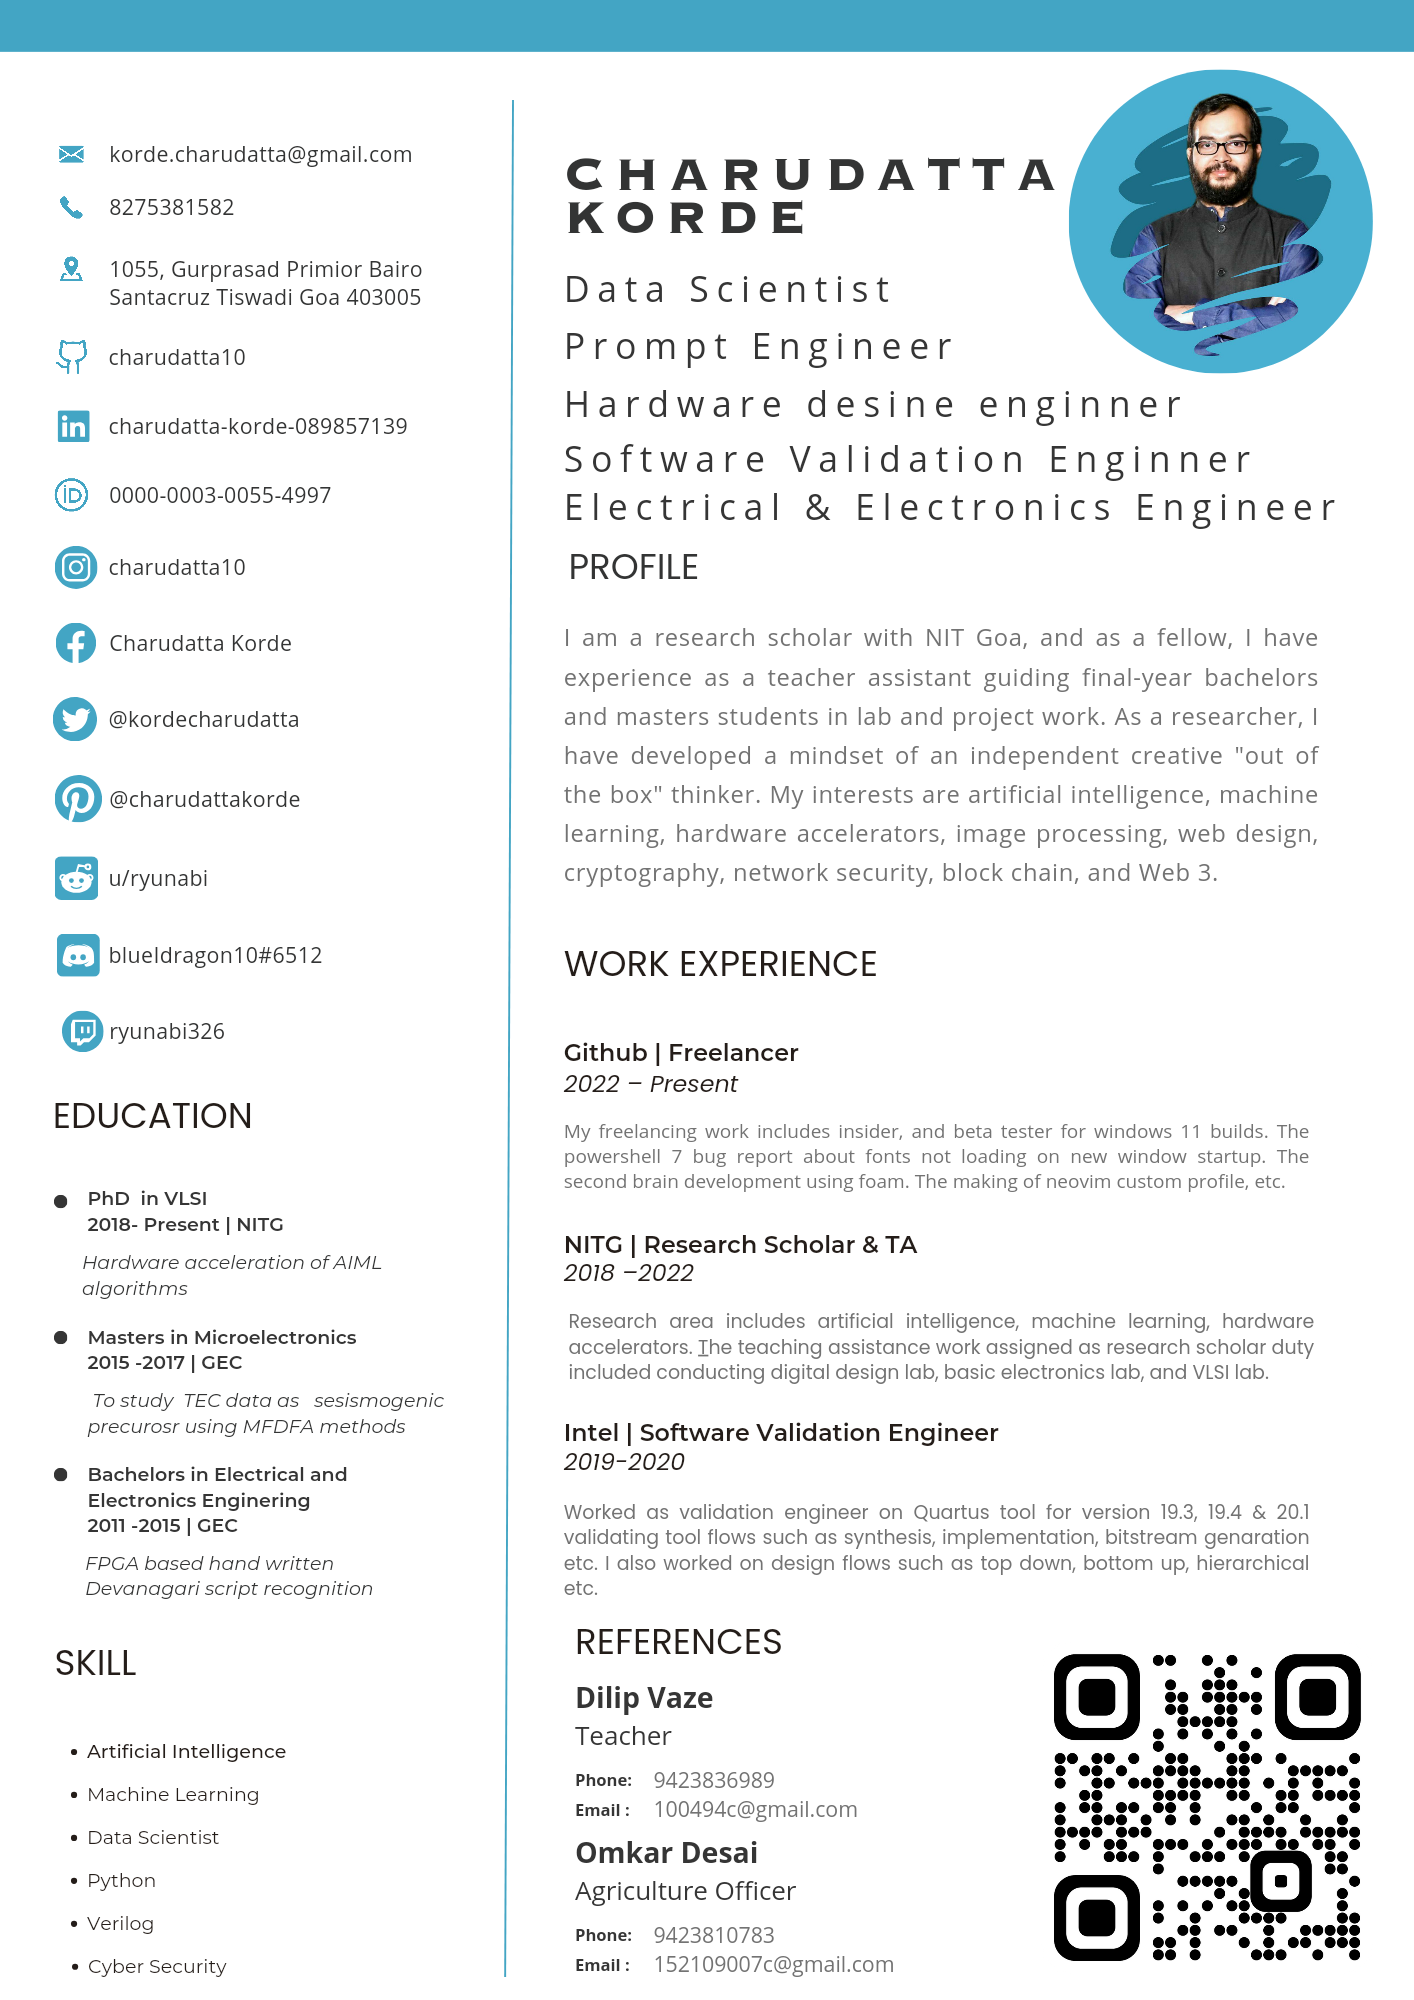 korde.charudatta@gmail.com
8275381582
1055, Gurprasad Primior Bairo
Santacruz Tiswadi Goa 403005
charudatta10
charudatta-korde-089857139
0000-0003-0055-4997
charudatta10
Charudatta Korde
@kordecharudatta
@charudattakorde
u/ryunabi
blueldragon10#6512
ryunabi326
EDUCATION
PhD in VLSI
2018- Present | NITG
Hardware acceleration of AIML
algorithms
Masters in Microelectronics
2015 -2017 | GEC
To study TEC data as sesismogenic
precurosr using MFDFA methods
Bachelors in Electrical and
Electronics Enginering
2011 -2015 | GEC
FPGA based hand written
Devanagari script recognition
SKILL
• Artificial Intelligence
• Machine Learning
• Data Scientist
• Python
• Verilog
• Cyber Security
CHARUDATTA
KORDE
Data Scientist
Prompt Engineer
Hardware desine enginner
Software Validation Enginner
Electrical & Electronics Engineer
PROFILE
I am a research scholar with NIT Goa, and as a fellow, I have
experience as a teacher assistant guiding final-year bachelors
and masters students in lab and project work. As a researcher, I
have developed a mindset of an independent creative "out of
the box" thinker. My interests are artificial intelligence, machine
learning, hardware accelerators, image processing, web design,
cryptography, network security, block chain, and Web 3.
WORK EXPERIENCE
Github | Freelancer
2022 – Present
My freelancing work includes insider, and beta tester for windows 11 builds. The
powershell 7 bug report about fonts not loading on new window startup. The
second brain development using foam. The making of neovim custom profile, etc.
NITG | Research Scholar & TA
2018 –2022
Research area includes artificial intelligence, machine learning, hardware
accelerators. The teaching assistance work assigned as research scholar duty
included conducting digital design lab, basic electronics lab, and VLSI lab.
Intel | Software Validation Engineer
2019-2020
Worked as validation engineer on Quartus tool for version 19.3, 19.4 & 20.1
validating tool flows such as synthesis, implementation, bitstream genaration
etc. I also worked on design flows such as top down, bottom up, hierarchical
etc.
REFERENCES
Dilip Vaze
Teacher
Phone: 9423836989
Email : 100494c@gmail.com
Omkar Desai
Agriculture Officer
Phone: 9423810783
Email : 152109007c@gmail.com